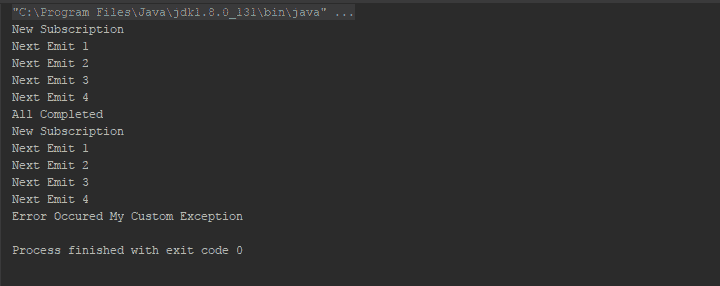 "C:\Program Files\Java\jdk1.8.0_131\bin\java" ...
New Subscription
Next Emit 1
Next Emit 2
Next Emit 3
Next Emit 4
All Completed
New Subscription
Next Emit 1
Next Emit 2
Next Emit 3
Next Emit 4
Error Occured My Custom Exception
Process finished with exit code 0